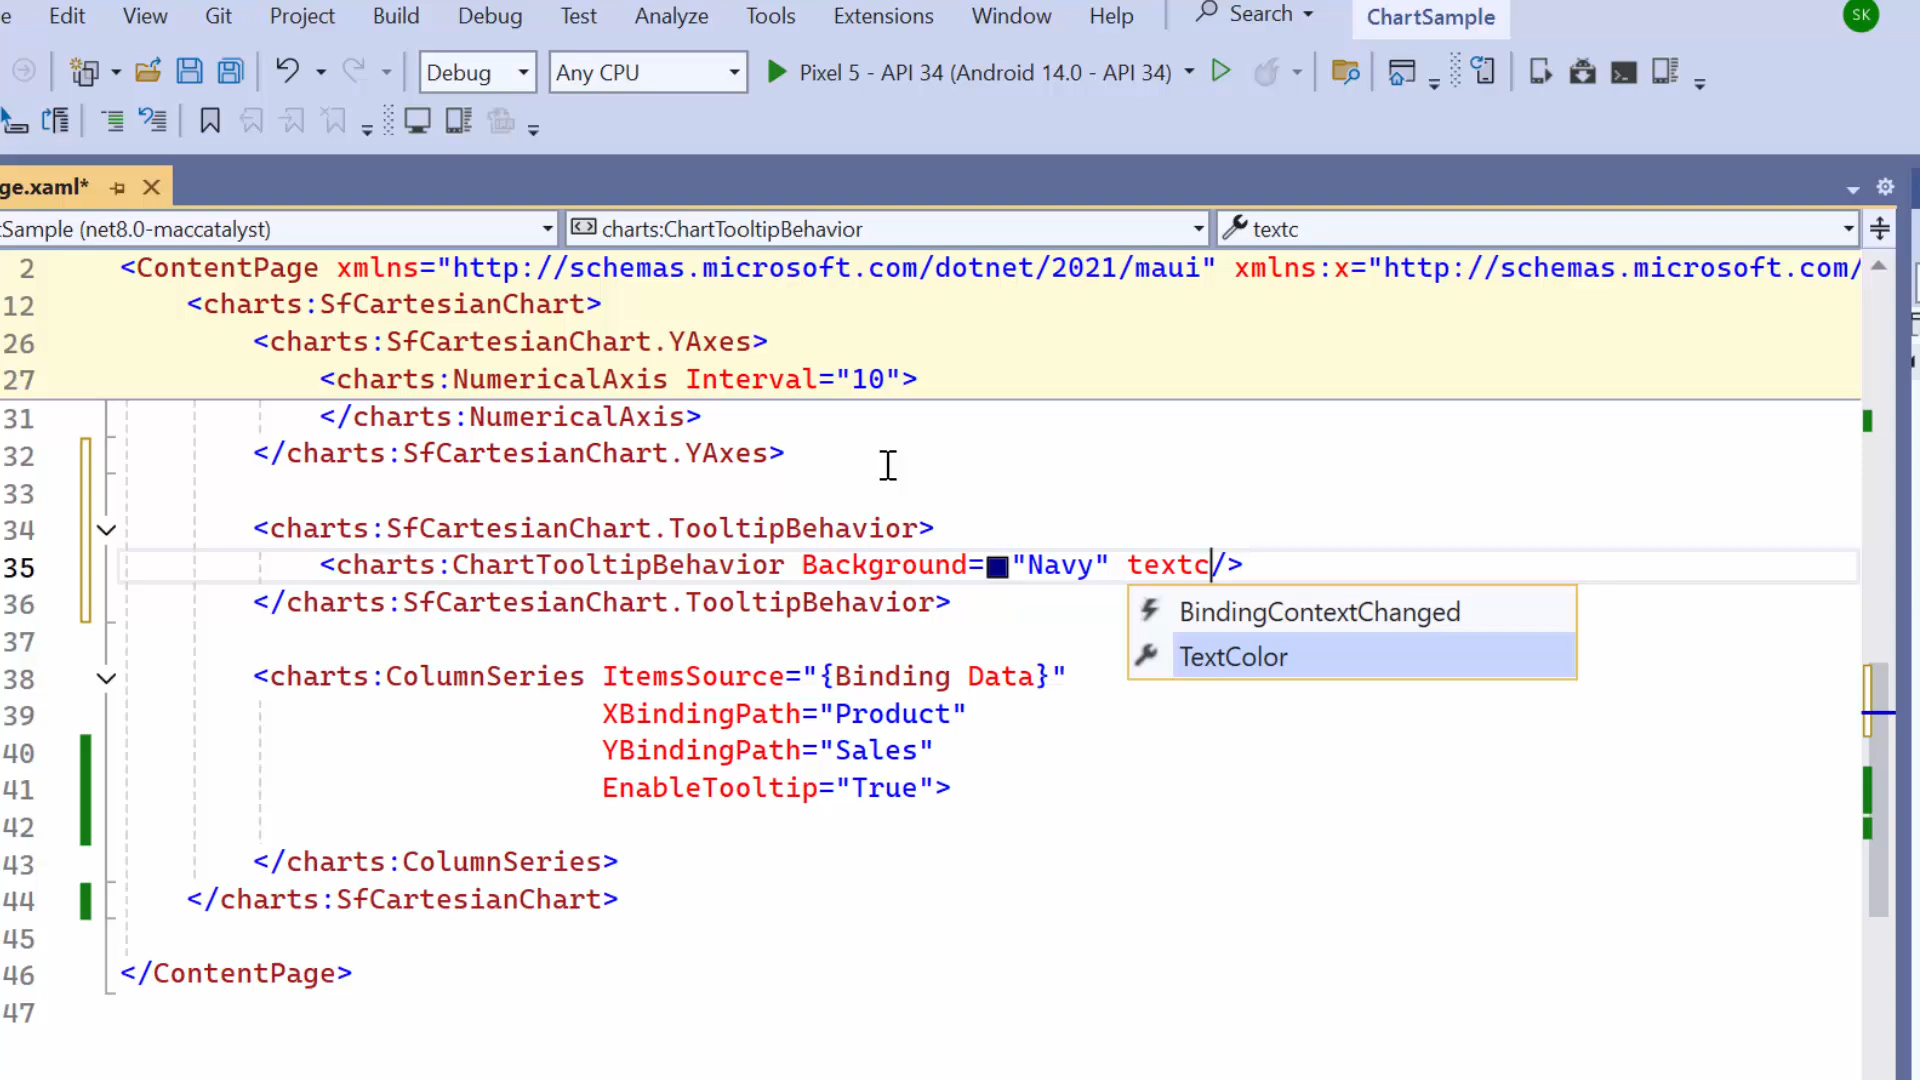 e Edit View Git Project Build Debug Test Analyze Tools Extensions Window Help Search ChartSample SK
Debug Any CPU Pixel 5 - API 34 (Android 14.0 - API 34)
ge.xaml*
Sample (net8.0-maccatalyst) charts:ChartTooltipBehavior textc
2 <ContentPage xmlns="http://schemas.microsoft.com/dotnet/2021/maui" xmlns:x="http://schemas.microsoft.com/
12 <charts:SfCartesianChart>
26 <charts:SfCartesianChart.YAxes>
27 <charts:NumericalAxis Interval="10">
31 </charts:NumericalAxis>
32 </charts:SfCartesianChart.YAxes>
33
34 <charts:SfCartesianChart.TooltipBehavior>
35 <charts:ChartTooltipBehavior Background="Navy" textc/>
36 </charts:SfCartesianChart.TooltipBehavior>
BindingContextChanged
37
TextColor
38 <charts:ColumnSeries ItemsSource="{Binding Data}"
39 XBindingPath="Product"
40 YBindingPath="Sales"
41 EnableTooltip="True">
42
43 </charts:ColumnSeries>
44 </charts:SfCartesianChart>
45
46 </ContentPage>
47